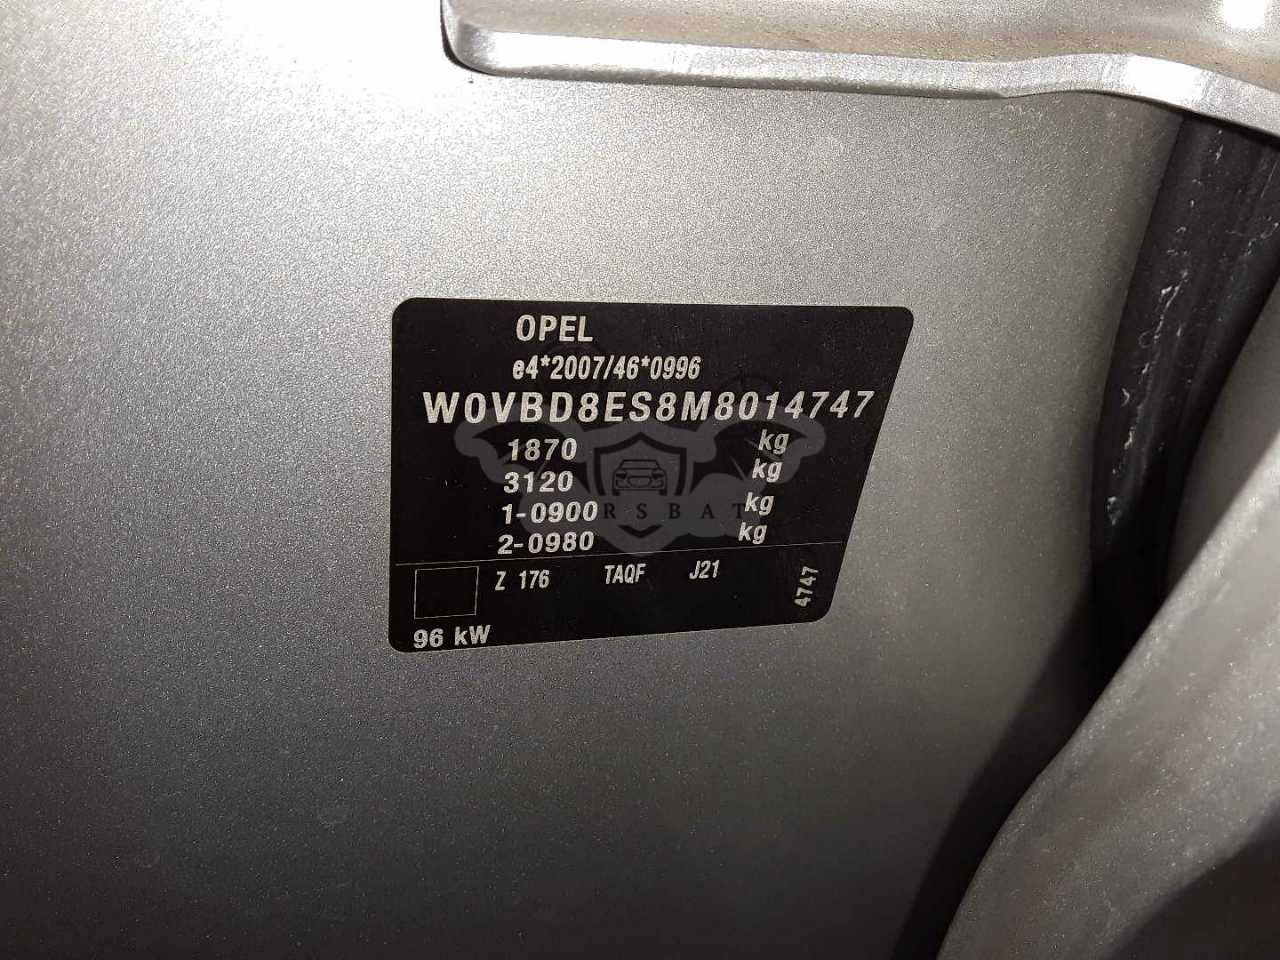 OPEL
e4*2007/46*0996
W0VBD8ES8M8014747
1870 kg
3120 kg
1-0900 kg
2-0980 kg
Z 176 TAQF J21
4747
96 kW